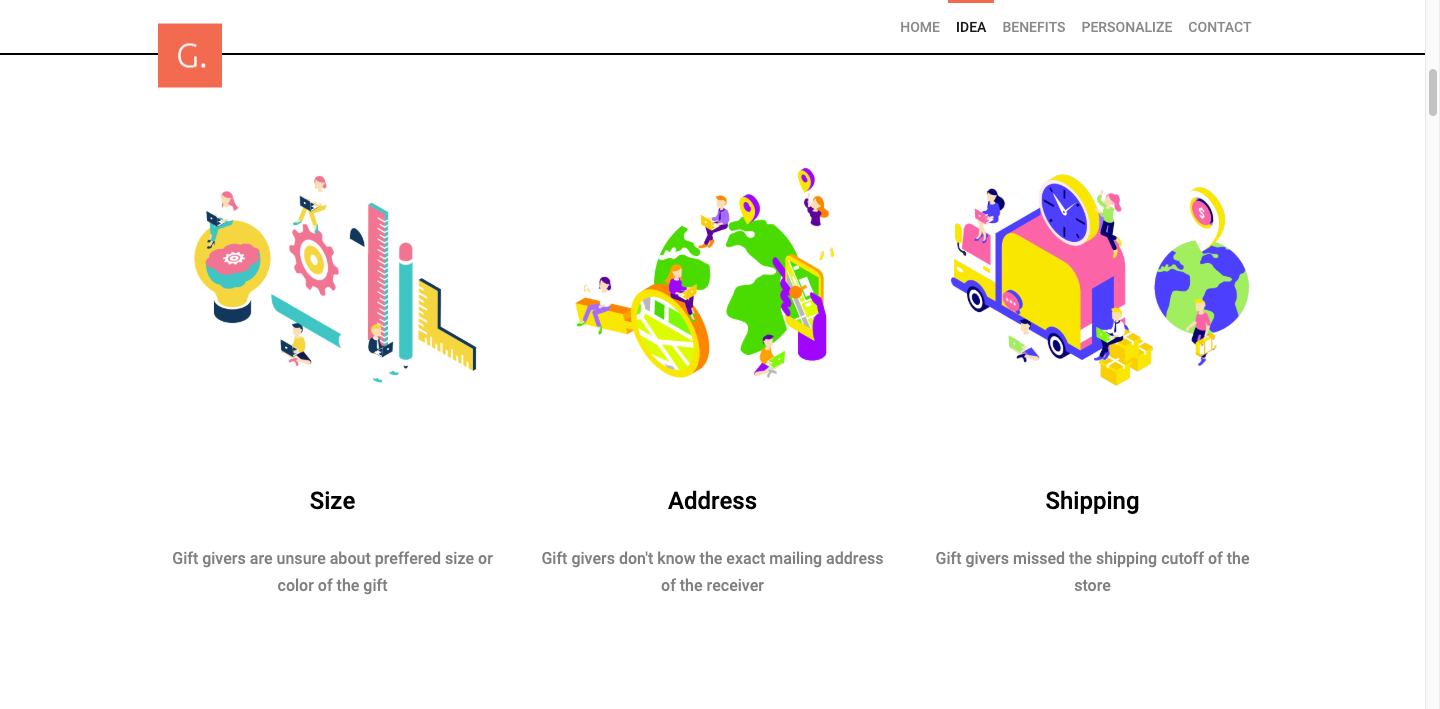 G.
HOME IDEA BENEFITS PERSONALIZE CONTACT
$
Size
Gift givers are unsure about preffered size or
color of the gift
Address
Gift givers don't know the exact mailing address
of the receiver
Shipping
Gift givers missed the shipping cutoff of the
store